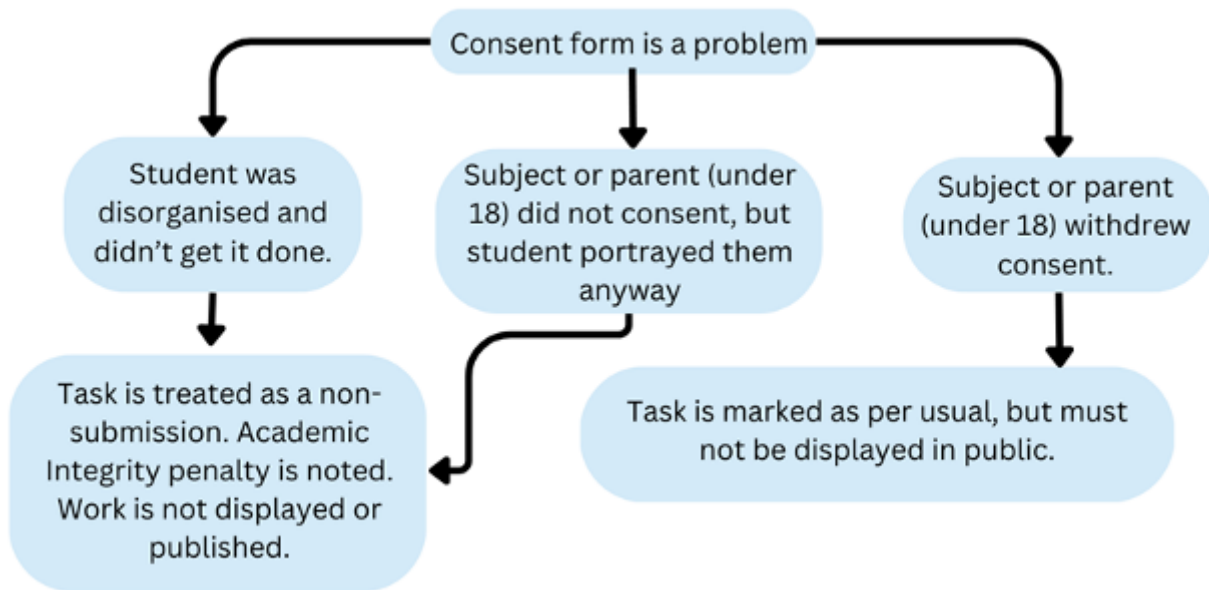 Consent form is a problem
Student was
disorganised and
didn’t get it done.
Subject or parent (under
18) did not consent, but
student portrayed them
anyway
Subject or parent
(under 18) withdrew
consent.
Task is treated as a non-
submission. Academic
Integrity penalty is noted.
Work is not displayed or
published.
Task is marked as per usual, but must
not be displayed in public.